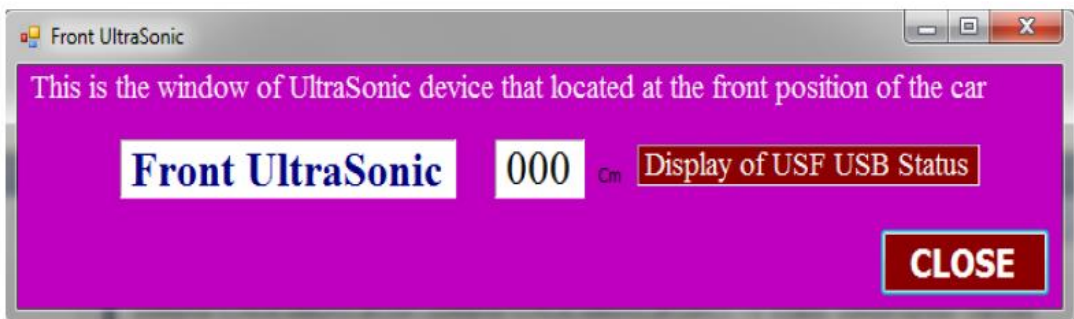 Front UltraSonic
This is the window of UltraSonic device that located at the front position of the car
Front UltraSonic 000 Cm Display of USF USB Status
CLOSE